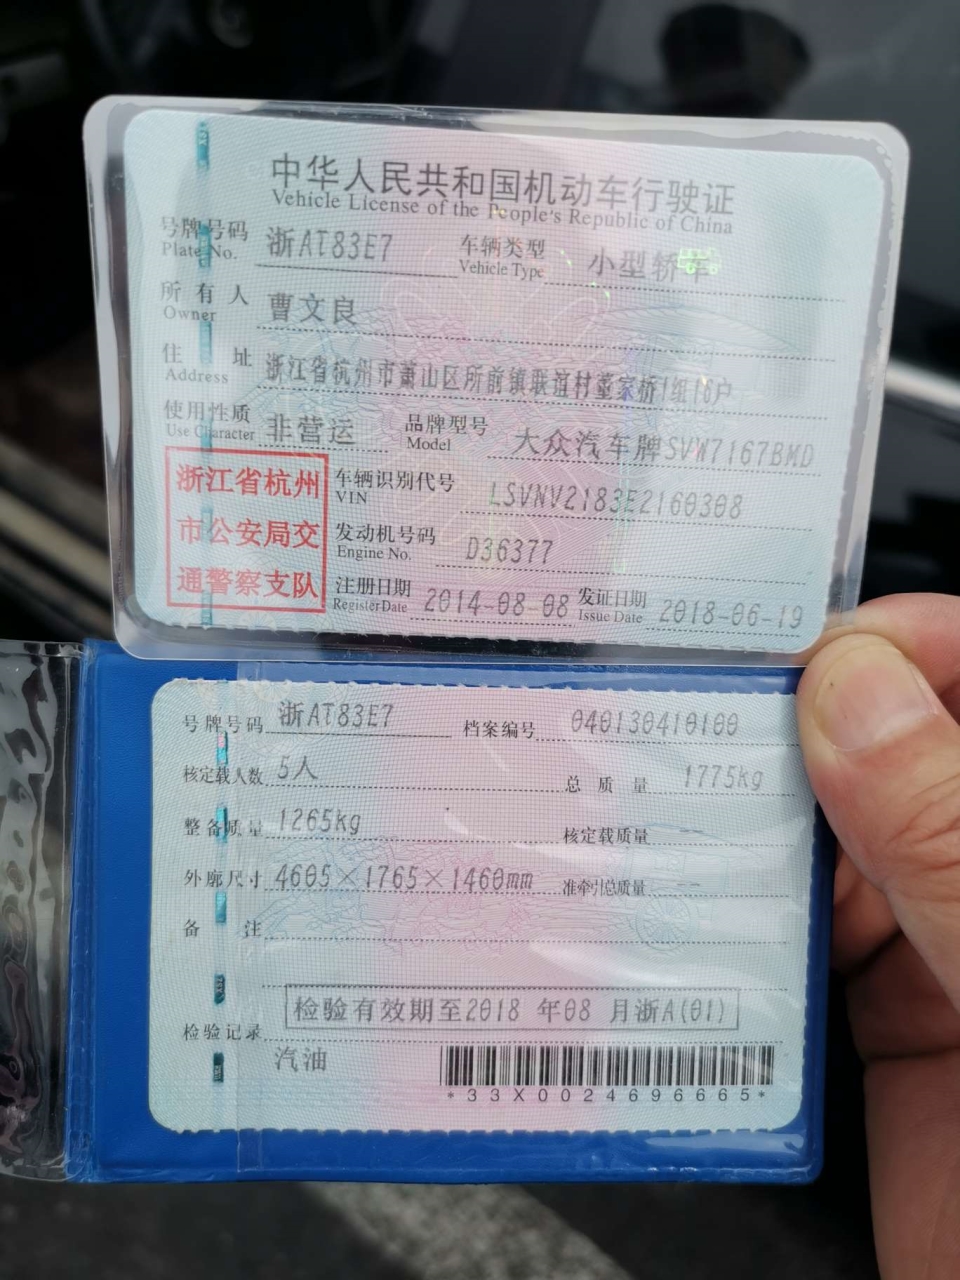 中华人民共和国机动车行驶证
Vehicle License of the People's Republic of China
号牌号码 Plate No. 浙AT83E7 车辆类型 Vehicle Type 小型轿车
所有人 Owner 曹文良
住址 Address 浙江省杭州市萧山区所前镇联谊村董家桥1组16户
使用性质 Use Character 非营运 品牌型号 Model 大众汽车牌SVW7167BMD
浙江省杭州
市公安局交
通警察支队
车辆识别代号 VIN LSVNV2183E2160308
发动机号码 Engine No. D36377
注册日期 Register Date 2014-08-08 发证日期 Issue Date 2018-06-19
号牌号码 浙AT83E7 档案编号 040130410100
核定载人数 5人 总质量 1775kg
整备质量 1265kg 核定载质量 --
外廓尺寸 4605×1765×1460mm 准牵引总质量 --
备注
检验有效期至2018 年08 月浙A(01)
检验记录
汽油
*33X0024696665*